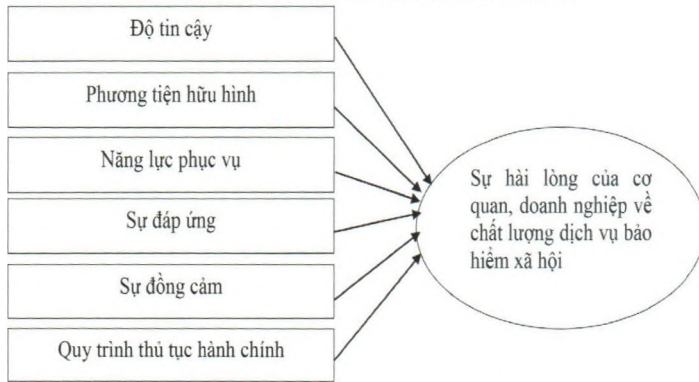 Độ tin cậy
Phương tiện hữu hình
Năng lực phục vụ
Sự đáp ứng
Sự đồng cảm
Quy trình thủ tục hành chính
Sự hài lòng của cơ
quan, doanh nghiệp về
chất lượng dịch vụ bảo
hiểm xã hội